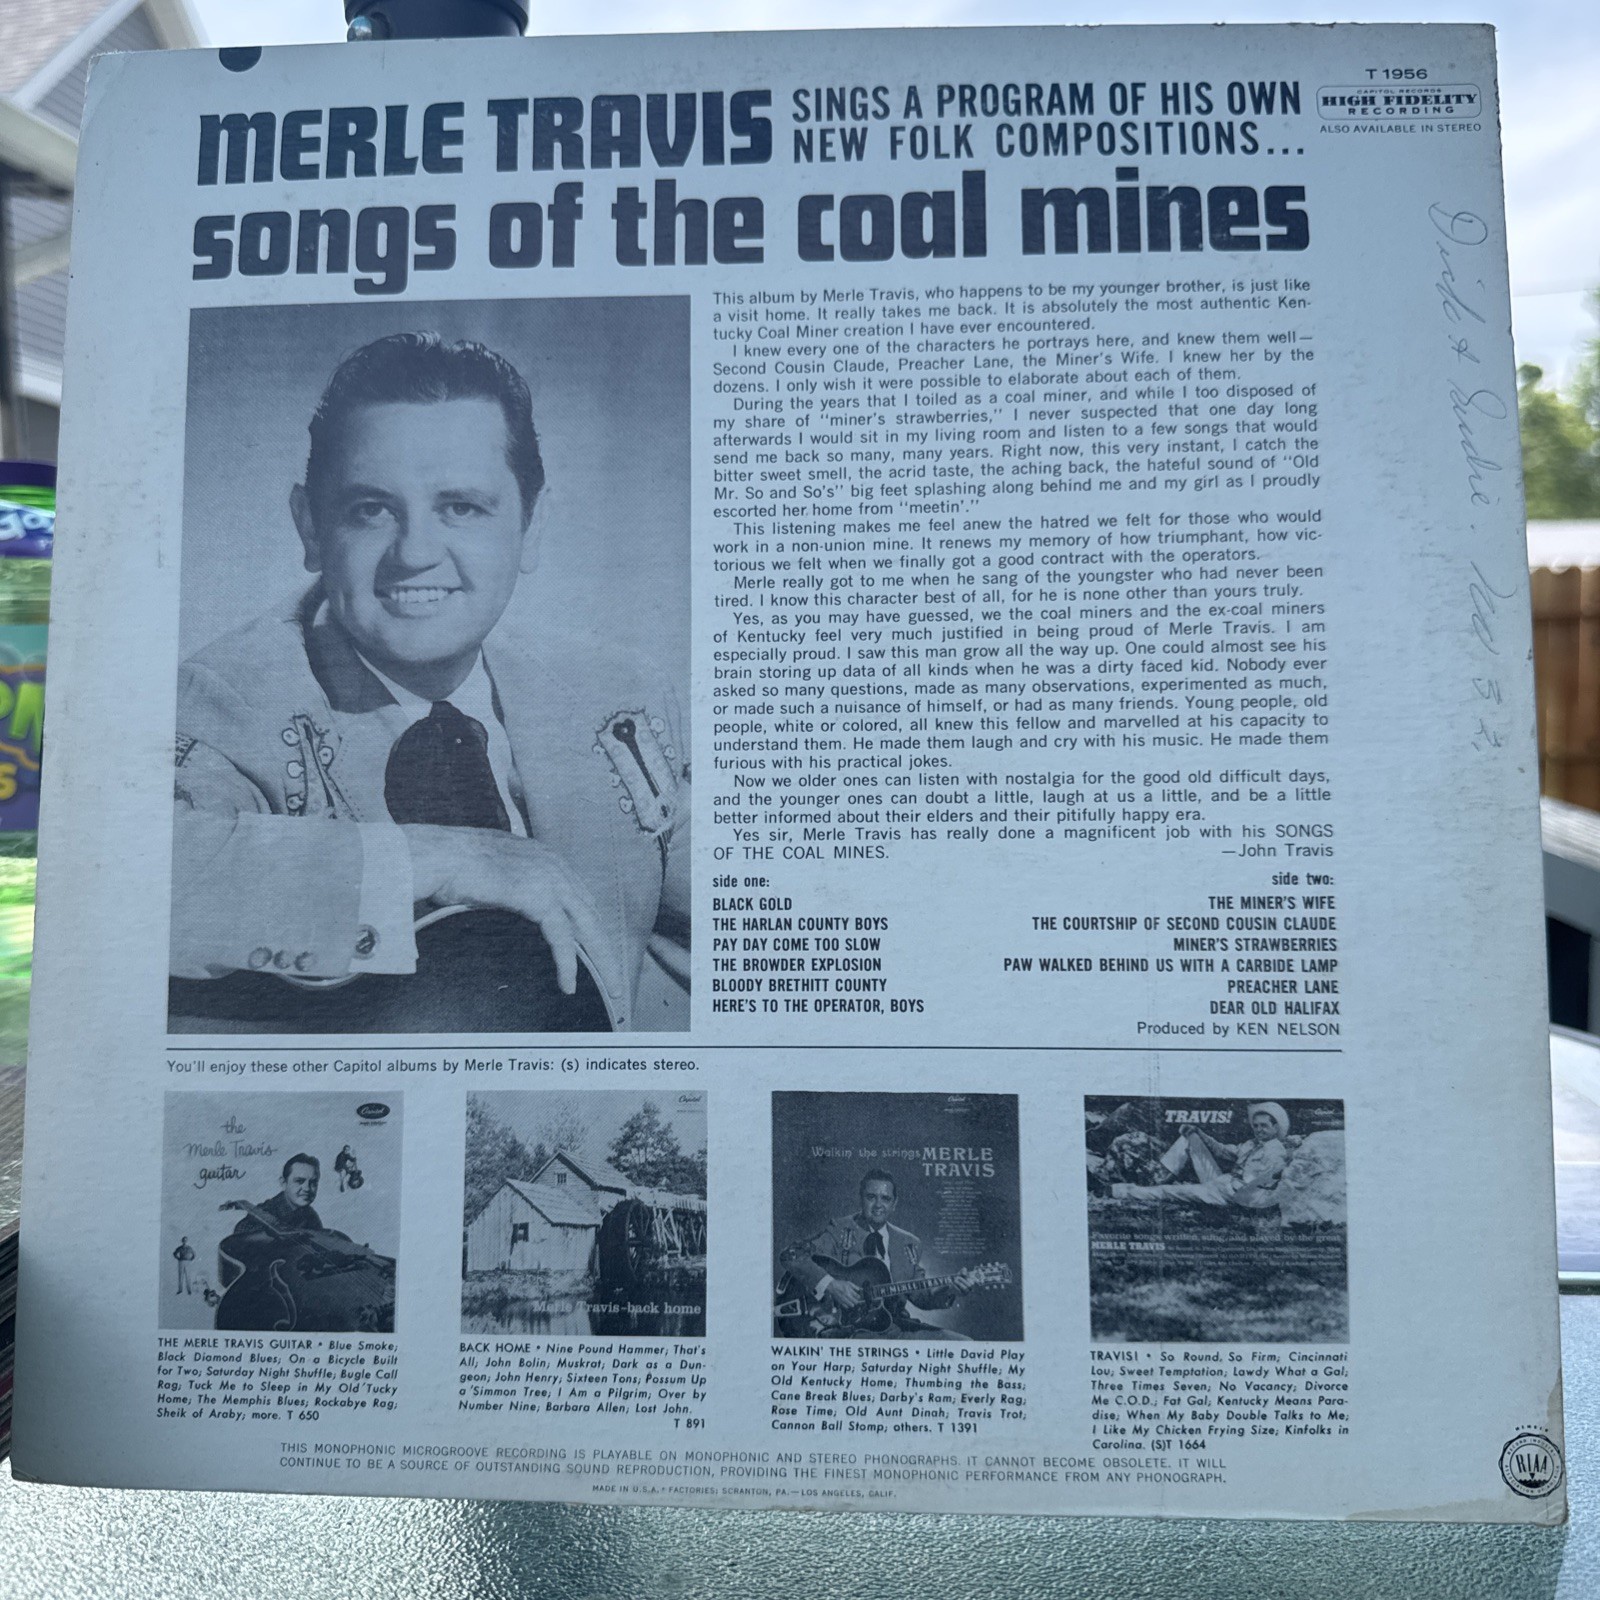 T 1956
CAPITOL RECORDS
HIGH FIDELITY
RECORDING
ALSO AVAILABLE IN STEREO
MERLE TRAVIS SINGS A PROGRAM OF HIS OWN
NEW FOLK COMPOSITIONS...
songs of the coal mines
This album by Merle Travis, who happens to be my younger brother, is just like
a visit home. It really takes me back. It is absolutely the most authentic Ken-
tucky Coal Miner creation I have ever encountered.
I knew every one of the characters he portrays here, and knew them well—
Second Cousin Claude, Preacher Lane, the Miner's Wife. I knew her by the
dozens. I only wish it were possible to elaborate about each of them.
During the years that I toiled as a coal miner, and while I too disposed of
my share of "miner's strawberries," I never suspected that one day long
afterwards I would sit in my living room and listen to a few songs that would
send me back so many, many years. Right now, this very instant, I catch the
bitter sweet smell, the acrid taste, the aching back, the hateful sound of "Old
Mr. So and So's" big feet splashing along behind me and my girl as I proudly
escorted her home from "meetin'."
This listening makes me feel anew the hatred we felt for those who would
work in a non-union mine. It renews my memory of how triumphant, how vic-
torious we felt when we finally got a good contract with the operators.
Merle really got to me when he sang of the youngster who had never been
tired. I know this character best of all, for he is none other than yours truly.
Yes, as you may have guessed, we the coal miners and the ex-coal miners
of Kentucky feel very much justified in being proud of Merle Travis. I am
especially proud. I saw this man grow all the way up. One could almost see his
brain storing up data of all kinds when he was a dirty faced kid. Nobody ever
asked so many questions, made as many observations, experimented as much,
or made such a nuisance of himself, or had as many friends. Young people, old
people, white or colored, all knew this fellow and marvelled at his capacity to
understand them. He made them laugh and cry with his music. He made them
furious with his practical jokes.
Now we older ones can listen with nostalgia for the good old difficult days,
and the younger ones can doubt a little, laugh at us a little, and be a little
better informed about their elders and their pitifully happy era.
Yes sir, Merle Travis has really done a magnificent job with his SONGS
OF THE COAL MINES. —John Travis
side one:
BLACK GOLD
THE HARLAN COUNTY BOYS
PAY DAY COME TOO SLOW
THE BROWDER EXPLOSION
BLOODY BRETHITT COUNTY
HERE'S TO THE OPERATOR, BOYS
side two:
THE MINER'S WIFE
THE COURTSHIP OF SECOND COUSIN CLAUDE
MINER'S STRAWBERRIES
PAW WALKED BEHIND US WITH A CARBIDE LAMP
PREACHER LANE
DEAR OLD HALIFAX
Produced by KEN NELSON
You'll enjoy these other Capitol albums by Merle Travis: (s) indicates stereo.
Capitol
the
Merle Travis
guitar
THE MERLE TRAVIS GUITAR • Blue Smoke;
Black Diamond Blues; On a Bicycle Built
for Two; Saturday Night Shuffle; Bugle Call
Rag; Tuck Me to Sleep in My Old 'Tucky
Home; The Memphis Blues; Rockabye Rag;
Sheik of Araby; more. T 650
Merle Travis-back home
BACK HOME • Nine Pound Hammer; That's
All; John Bolin; Muskrat; Dark as a Dun-
geon; John Henry; Sixteen Tons; Possum Up
a 'Simmon Tree; I Am a Pilgrim; Over by
Number Nine; Barbara Allen; Lost John.
T 891
Walkin' the strings MERLE
TRAVIS
MERLE TRAVIS
WALKIN' THE STRINGS • Little David Play
on Your Harp; Saturday Night Shuffle; My
Old Kentucky Home; Thumbing the Bass;
Cane Break Blues; Darby's Ram; Everly Rag;
Rose Time; Old Aunt Dinah; Travis Trot;
Cannon Ball Stomp; others. T 1391
TRAVIS!
Favorite songs written, sung, and played by the great
MERLE TRAVIS
TRAVIS! • So Round, So Firm; Cincinnati
Lou; Sweet Temptation; Lawdy What a Gal;
Three Times Seven; No Vacancy; Divorce
Me C.O.D.; Fat Gal; Kentucky Means Para-
dise; When My Baby Double Talks to Me;
I Like My Chicken Frying Size; Kinfolks in
Carolina. (S)T 1664
THIS MONOPHONIC MICROGROOVE RECORDING IS PLAYABLE ON MONOPHONIC AND STEREO PHONOGRAPHS. IT CANNOT BECOME OBSOLETE. IT WILL
CONTINUE TO BE A SOURCE OF OUTSTANDING SOUND REPRODUCTION, PROVIDING THE FINEST MONOPHONIC PERFORMANCE FROM ANY PHONOGRAPH.
MADE IN U.S.A. • FACTORIES: SCRANTON, PA.—LOS ANGELES, CALIF.
RIAA